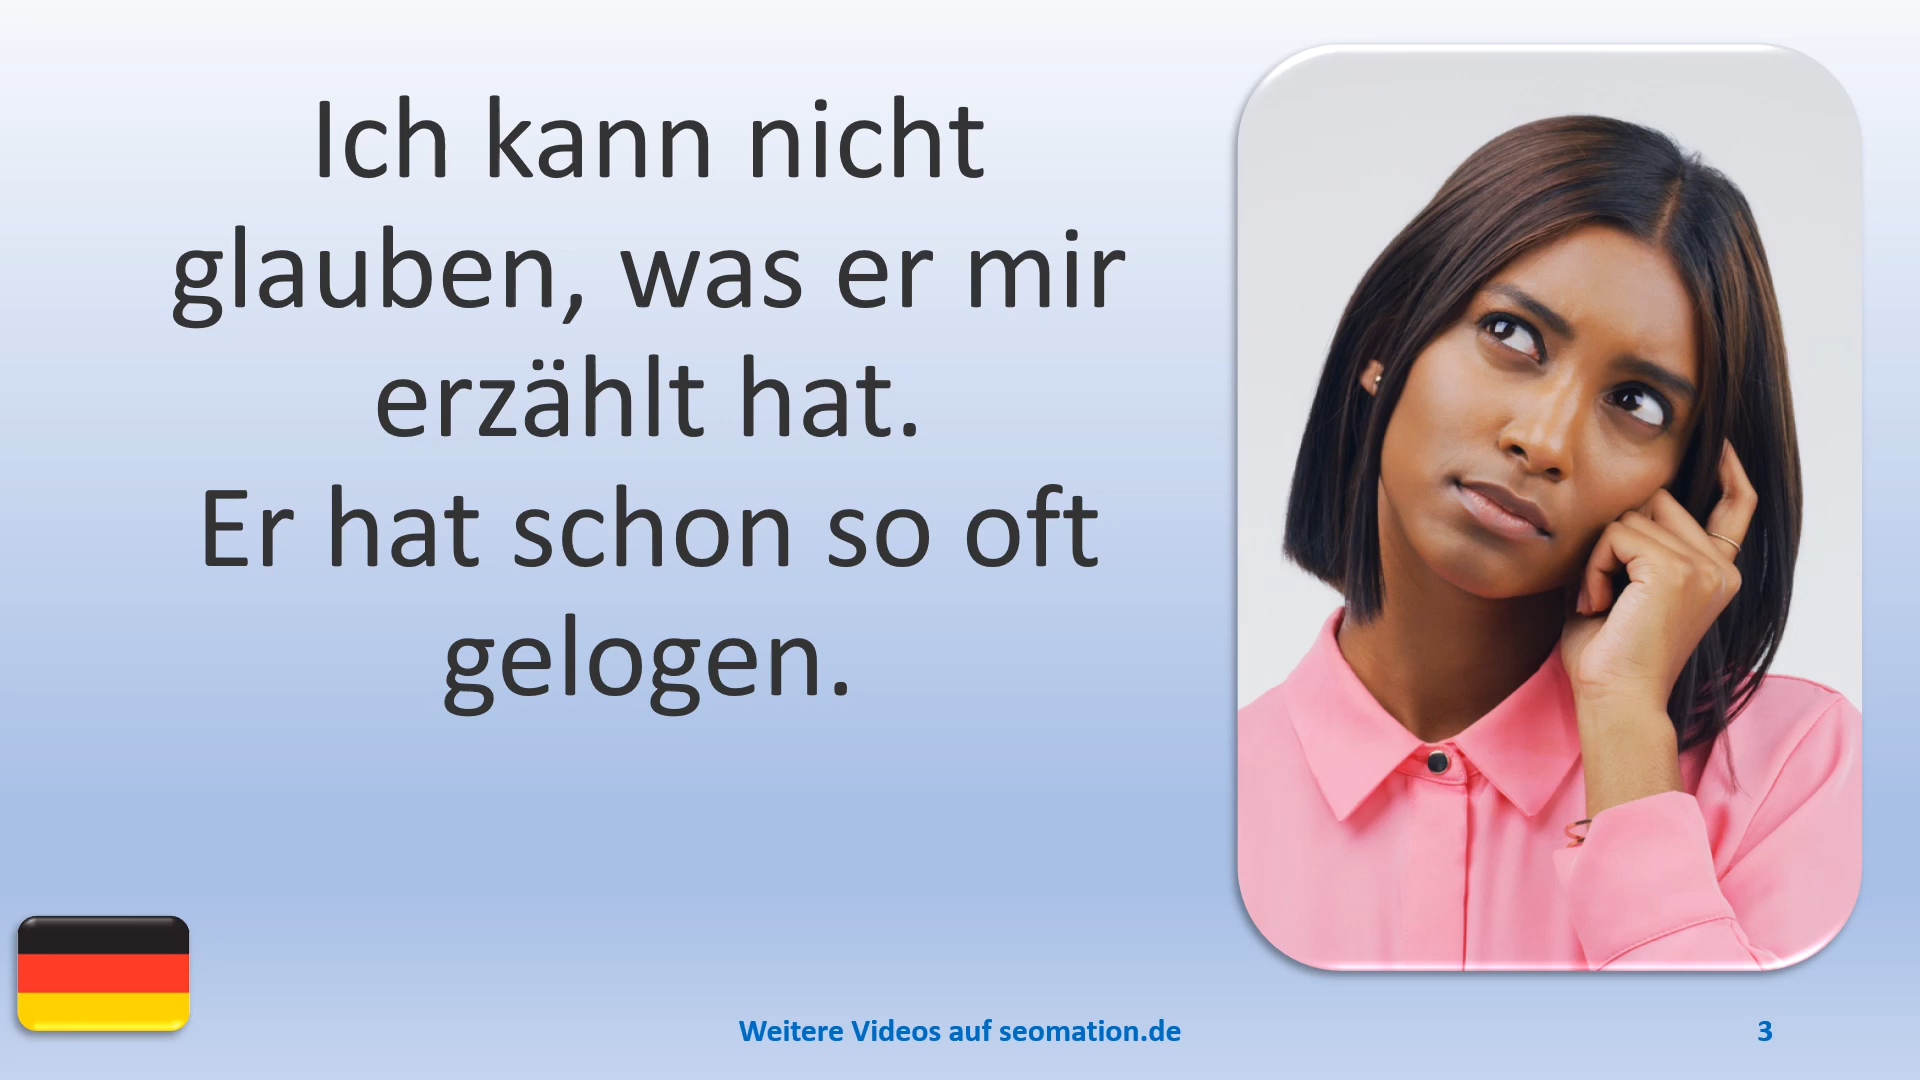 Ich kann nicht
glauben, was er mir
erzählt hat.
Er hat schon so oft
gelogen.
Weitere Videos auf seomation.de
3